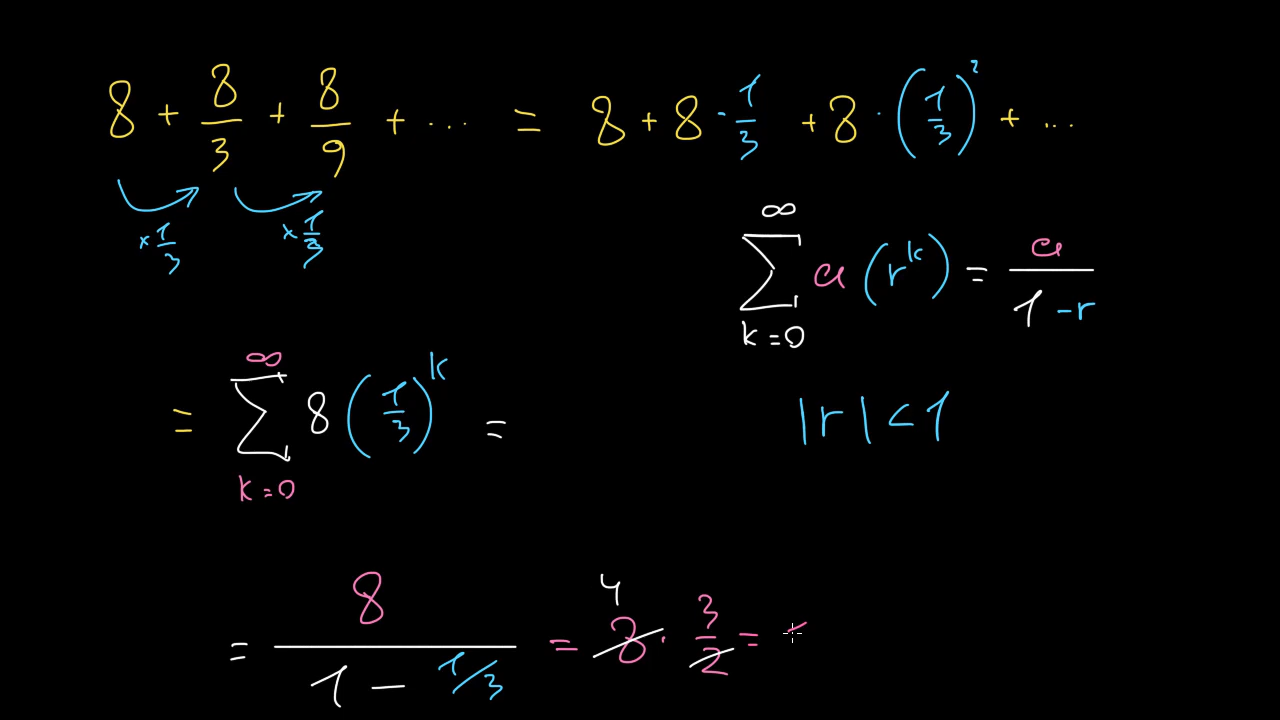 8 + 8/3 + 8/9 + ... = 8 + 8 · 1/3 + 8 · (1/3)² + ...
× 1/3 × 1/3
∞ ∑ k=0 a (r^k) = a / 1 - r
= ∞ ∑ k=0 8 (1/3)^k =
|r| < 1
= 8 / 1 - 1/3 = 4 8 · 3/2 =